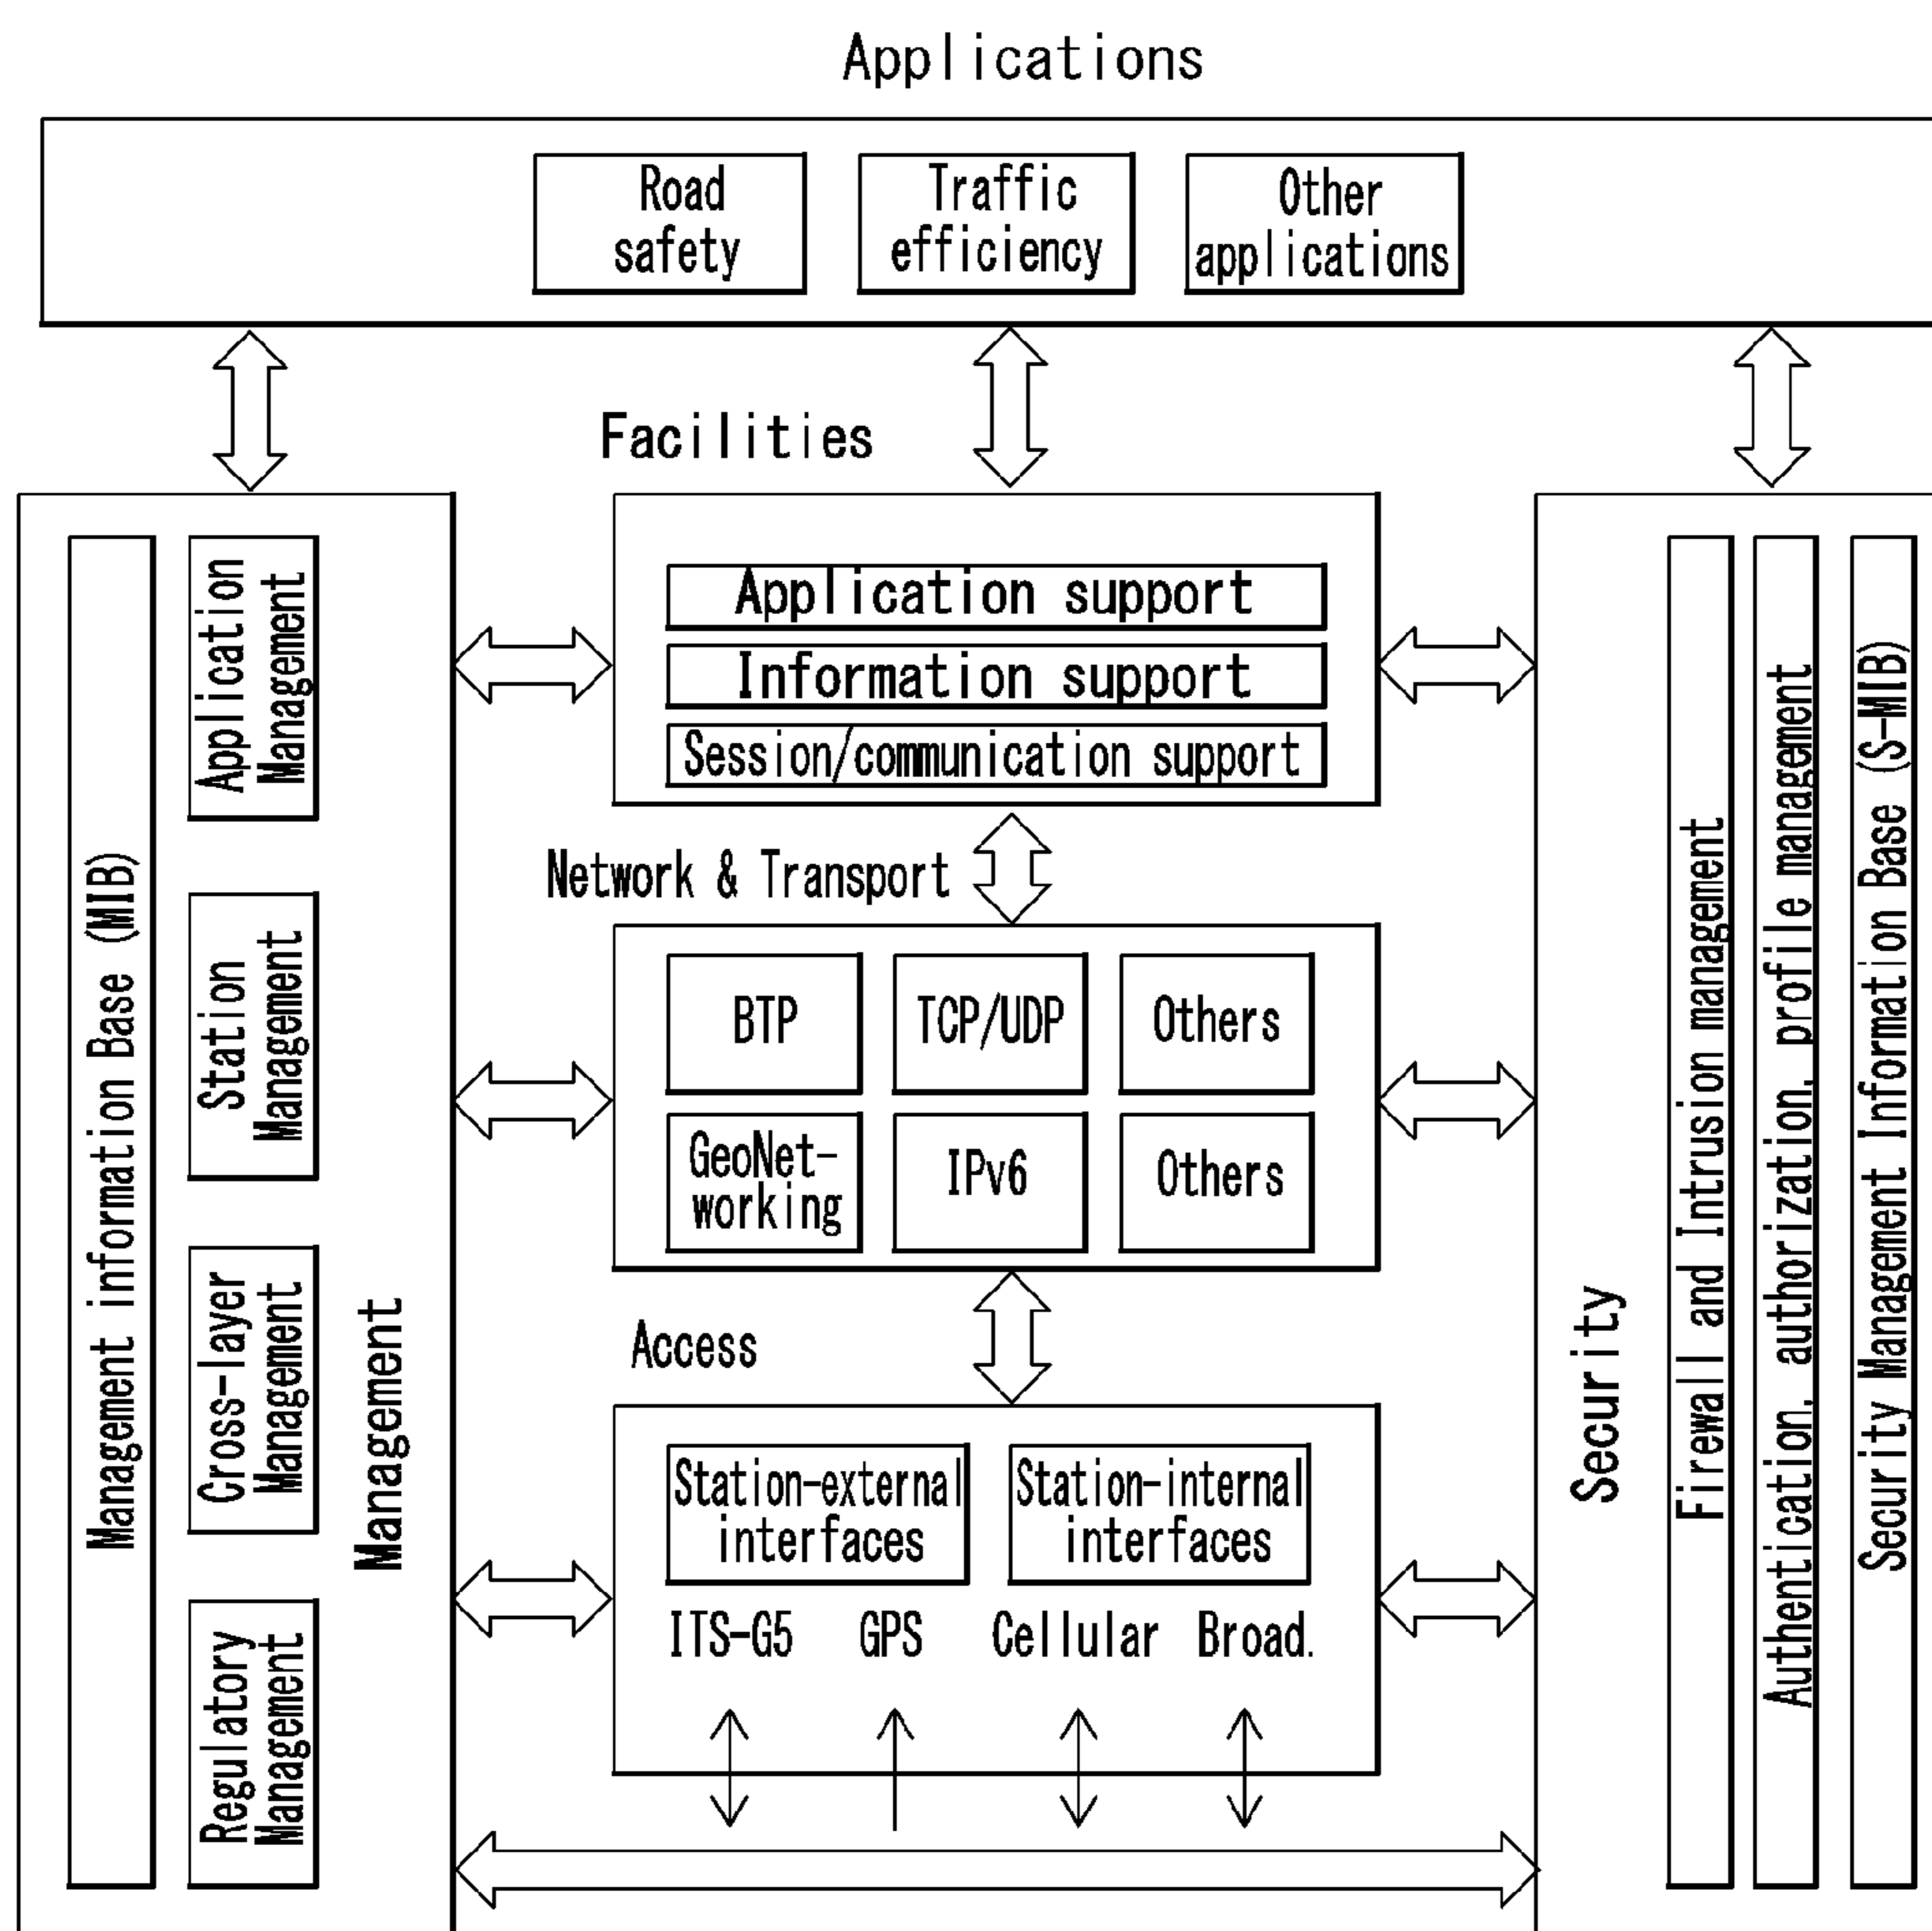 Applications
Road
safety
Traffic
efficiency
Other
applications
Facilities
Management information Base (MIB)
Application
Management
Station
Management
Cross-layer
Management
Regulatory
Management
Management
Application support
Information support
Session/communication support
Network & Transport
BTP
TCP/UDP
Others
GeoNet-
working
IPv6
Others
Access
Station-external
interfaces
Station-internal
interfaces
ITS-G5
GPS
Cellular
Broad.
Security
Firewall and Intrusion management
Authentication, authorization, profile management
Security Management Information Base (S-MIB)